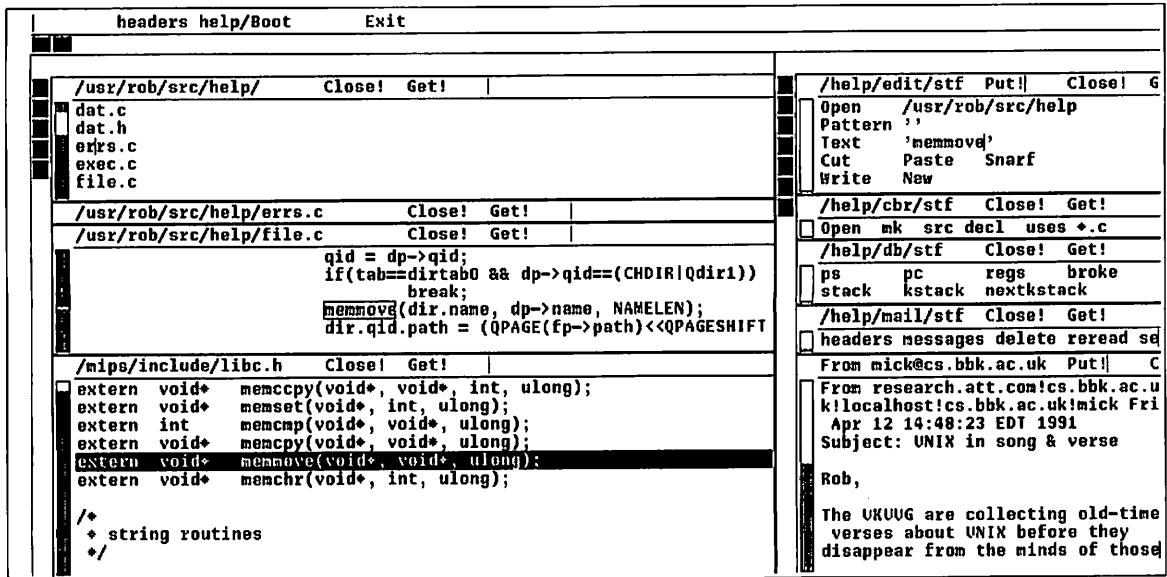 headers help/Boot Exit
/usr/rob/src/help/ Close! Get!
dat.c
dat.h
errs.c
exec.c
file.c
/usr/rob/src/help/errs.c Close! Get!
/usr/rob/src/help/file.c Close! Get!
qid = dp->qid;
if(tab==dirtab0 && dp->qid==(CHDIR|Qdir1))
break;
memmove(dir.name, dp->name, NAMELEN);
dir.qid.path = (QPAGE(fp->path)<<QPAGESHIFT
/mips/include/libc.h Close! Get!
extern void* memccpy(void*, void*, int, ulong);
extern void* memset(void*, int, ulong);
extern int memcmp(void*, void*, ulong);
extern void* memcpy(void*, void*, ulong);
extern void* memmove(void*, void*, ulong);
extern void* memchr(void*, int, ulong);
/*
* string routines
*/
/help/edit/stf Put! Close! G
Open /usr/rob/src/help
Pattern ''
Text 'memmove'
Cut Paste Snarf
Write New
/help/cbr/stf Close! Get!
Open mk src decl uses *.c
/help/db/stf Close! Get!
ps pc regs broke
stack kstack nextkstack
/help/mail/stf Close! Get!
headers messages delete reread se
From mick@cs.bbk.ac.uk Put! C
From research.att.com!cs.bbk.ac.u
k!localhost!cs.bbk.ac.uk!mick Fri
Apr 12 14:48:23 EDT 1991
Subject: UNIX in song & verse
Rob,
The UKUUG are collecting old-time
verses about UNIX before they
disappear from the minds of those